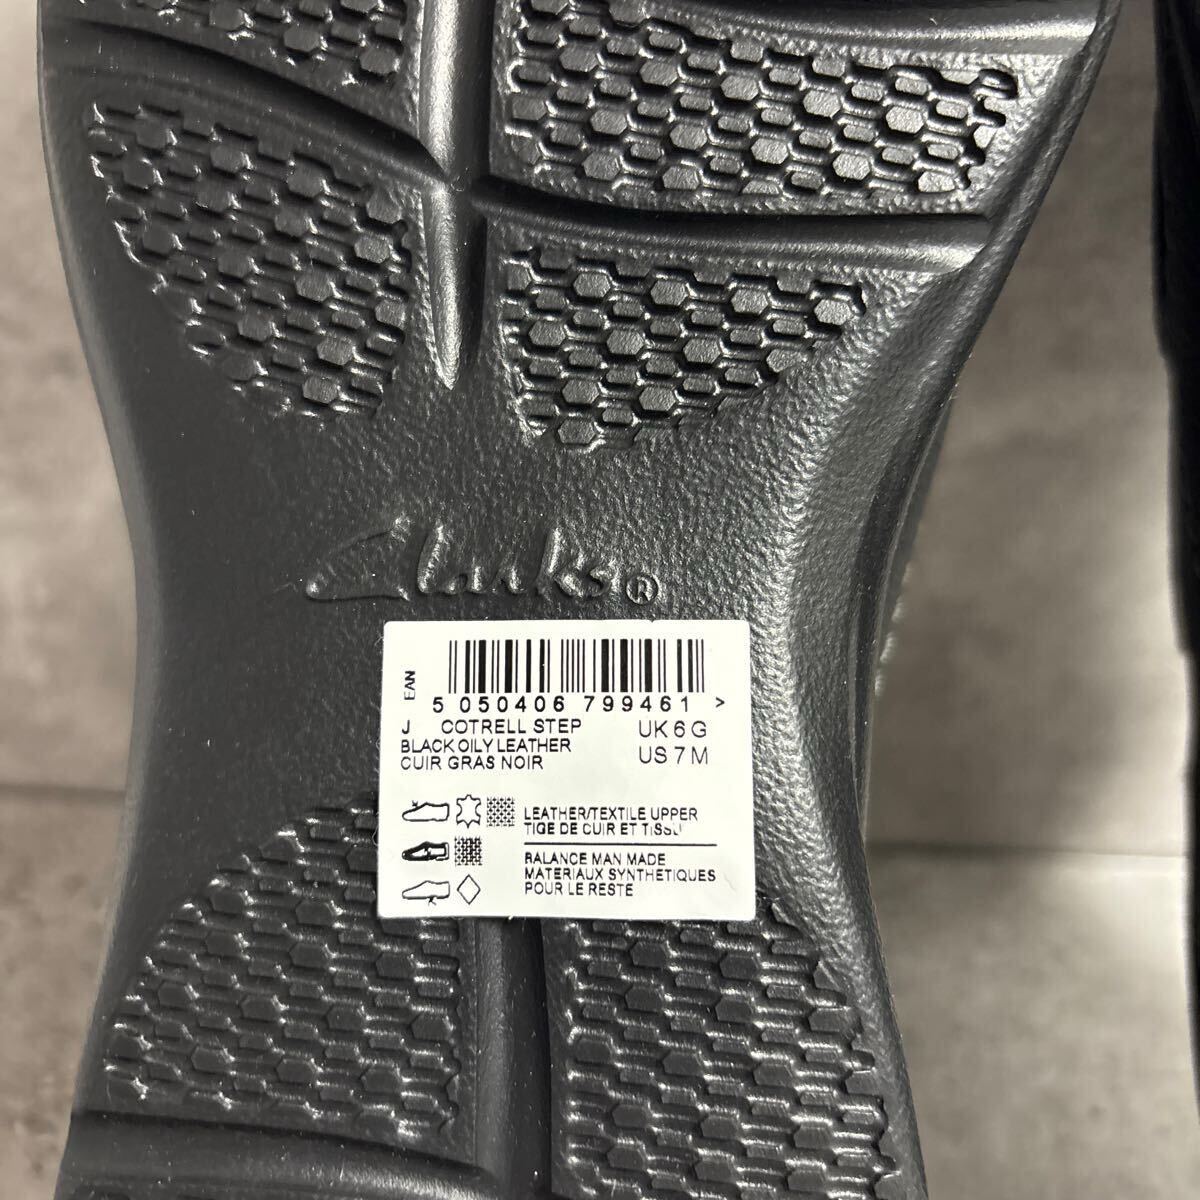 Clarks®
EAN
5 050406 799461 >
J COTRELL STEP UK 6 G
BLACK OILY LEATHER US 7 M
CUIR GRAS NOIR
LEATHER/TEXTILE UPPER
TIGE DE CUIR ET TISSU
BALANCE MAN MADE
MATERIAUX SYNTHETIQUES
POUR LE RESTE